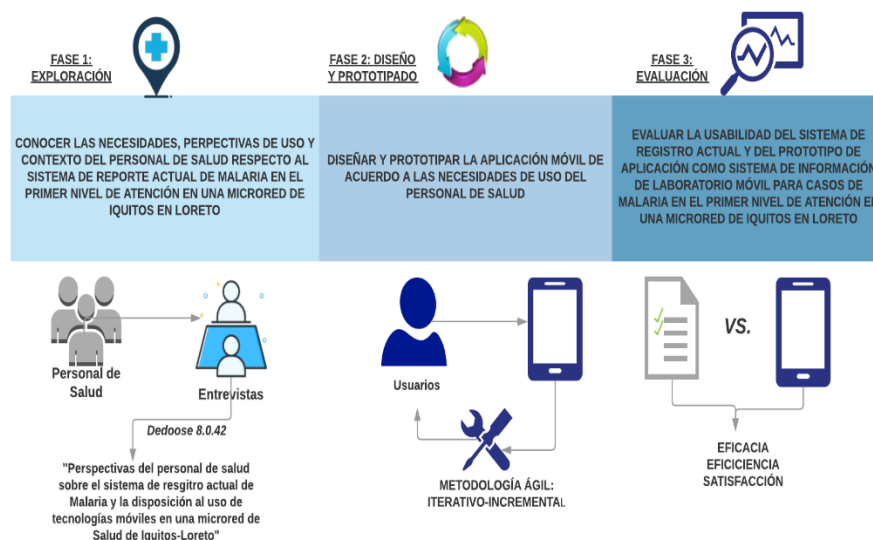 FASE 1:
EXPLORACIÓN
FASE 2: DISEÑO
Y PROTOTIPADO
FASE 3:
EVALUACIÓN
CONOCER LAS NECESIDADES, PERPECTIVAS DE USO Y
CONTEXTO DEL PERSONAL DE SALUD RESPECTO AL
SISTEMA DE REPORTE ACTUAL DE MALARIA EN EL
PRIMER NIVEL DE ATENCIÓN EN UNA MICRORED DE
IQUITOS EN LORETO
DISEÑAR Y PROTOTIPAR LA APLICACIÓN MÓVIL DE
ACUERDO A LAS NECESIDADES DE USO DEL
PERSONAL DE SALUD
EVALUAR LA USABILIDAD DEL SISTEMA DE
REGISTRO ACTUAL Y DEL PROTOTIPO DE
APLICACIÓN COMO SISTEMA DE INFORMACIÓN
DE LABORATORIO MÓVIL PARA CASOS DE
MALARIA EN EL PRIMER NIVEL DE ATENCIÓN E
UNA MICRORED DE IQUITOS EN LORETO
Personal de
Salud
Entrevistas
Dedoose 8.0.42
"Perspectivas del personal de salud
sobre el sistema de resgitro actual de
Malaria y la disposición al uso de
tecnologías móviles en una microred de
Salud de Iquitos-Loreto"
Usuarios
METODOLOGÍA ÁGIL:
ITERATIVO-INCREMENTAL
VS.
EFICACIA
EFICICIENCIA
SATISFACCIÓN